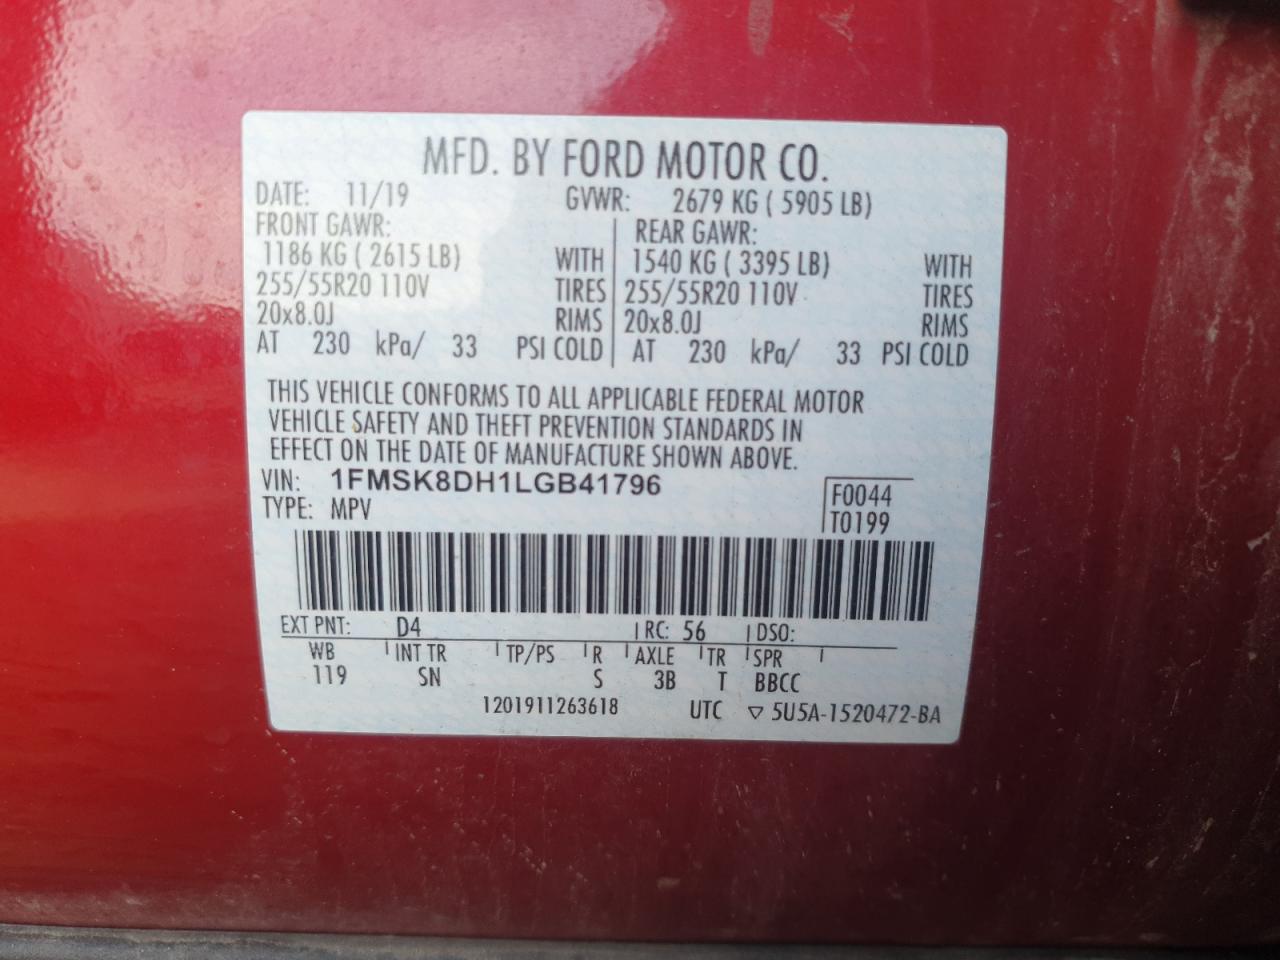 MFD. BY FORD MOTOR CO.
DATE: 11/19 GVWR: 2679 KG ( 5905 LB)
FRONT GAWR: REAR GAWR:
1186 KG ( 2615 LB) WITH 1540 KG ( 3395 LB) WITH
255/55R20 110V TIRES 255/55R20 110V TIRES
20x8.0J RIMS 20x8.0J RIMS
AT 230 kPa/ 33 PSI COLD AT 230 kPa/ 33 PSI COLD
THIS VEHICLE CONFORMS TO ALL APPLICABLE FEDERAL MOTOR
VEHICLE SAFETY AND THEFT PREVENTION STANDARDS IN
EFFECT ON THE DATE OF MANUFACTURE SHOWN ABOVE.
VIN: 1FMSK8DH1LGB41796 F0044
TYPE: MPV T0199
EXT PNT: D4 RC: 56 DSO:
WB INT TR TP/PS R AXLE TR SPR
119 SN S 3B T BBCC
1201911263618 UTC ▽ 5U5A-1520472-BA